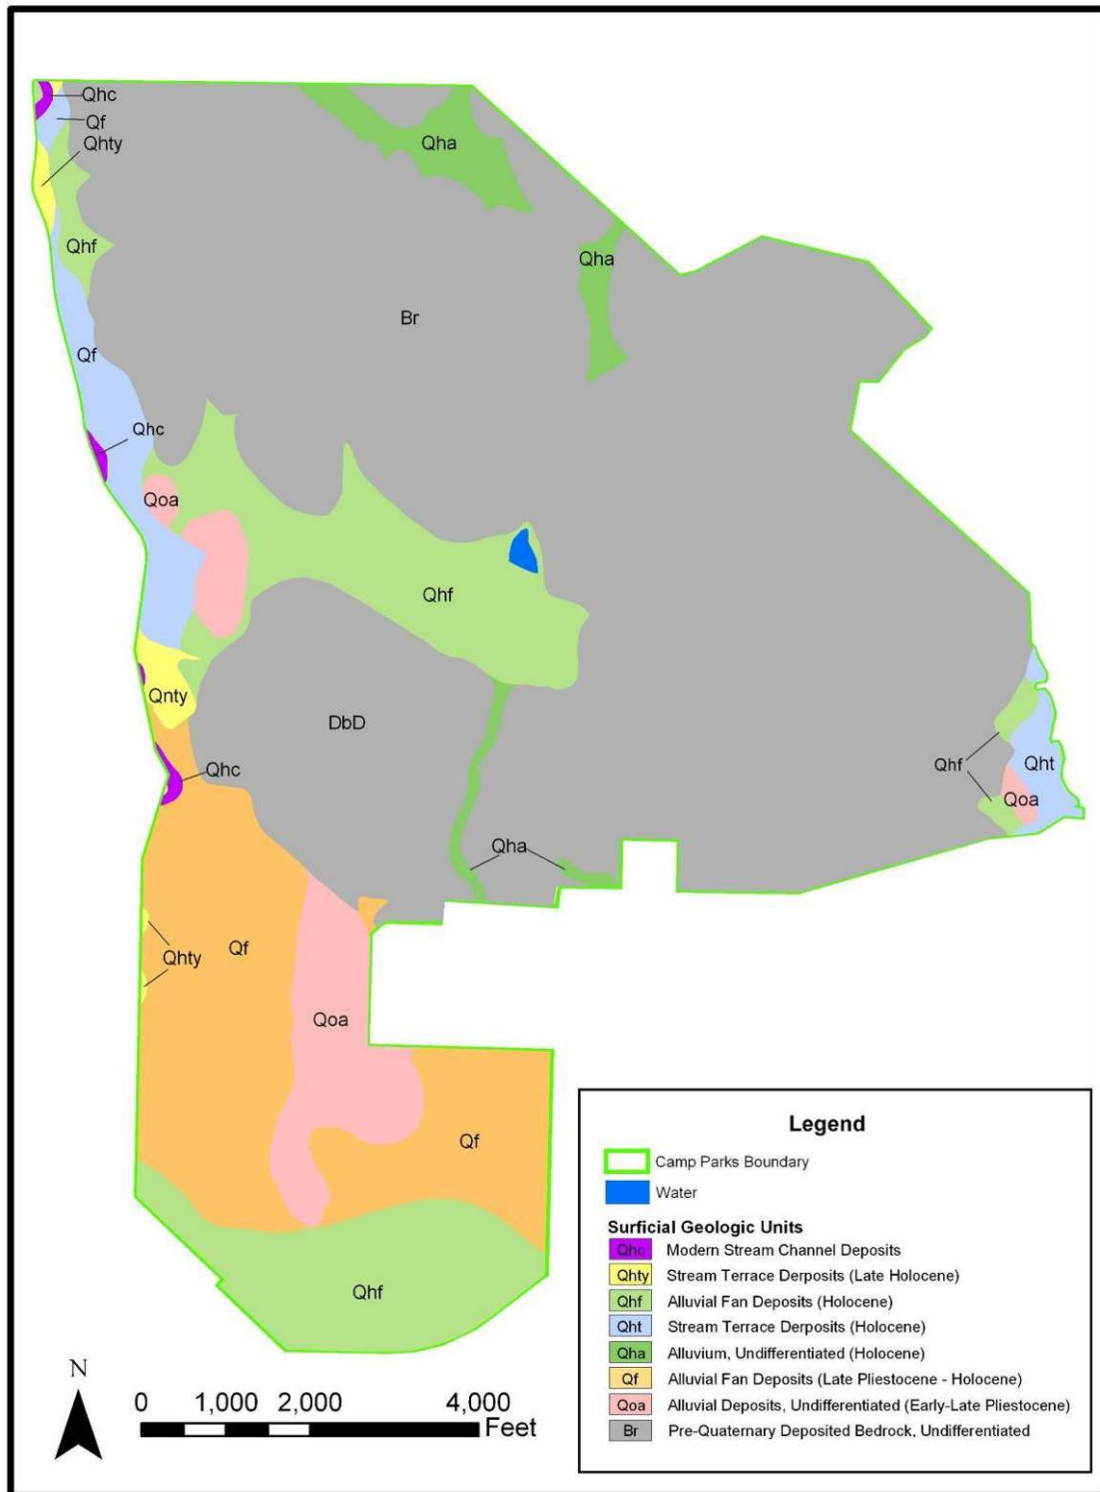 Qhc
Qf
Qhty
Qha
Qhf
Qha
Br
Qf
Qhc
Qoa
Qhf
Qnty
DbD
Qhc
Qhf
Qht
Qoa
Qha
Qhty
Qf
Qoa
Qf
Qhf
N
0 1,000 2,000 4,000
Feet
Legend
Camp Parks Boundary
Water
Surficial Geologic Units
Qhc Modern Stream Channel Deposits
Qhty Stream Terrace Derposits (Late Holocene)
Qhf Alluvial Fan Deposits (Holocene)
Qht Stream Terrace Derposits (Holocene)
Qha Alluvium, Undifferentiated (Holocene)
Qf Alluvial Fan Deposits (Late Pliestocene - Holocene)
Qoa Alluvial Deposits, Undifferentiated (Early-Late Pliestocene)
Br Pre-Quaternary Deposited Bedrock, Undifferentiated